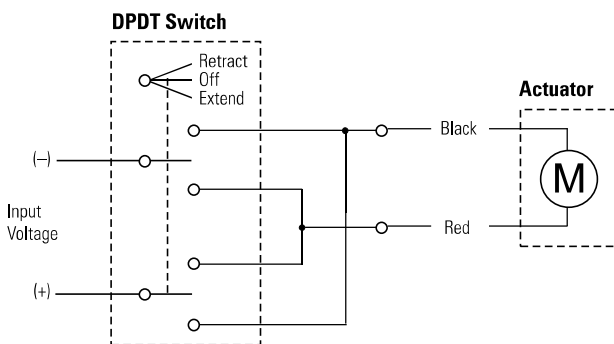 DPDT Switch
Retract
Off
Extend
Actuator
Black
(–)
M
Input
Voltage
Red
(+)